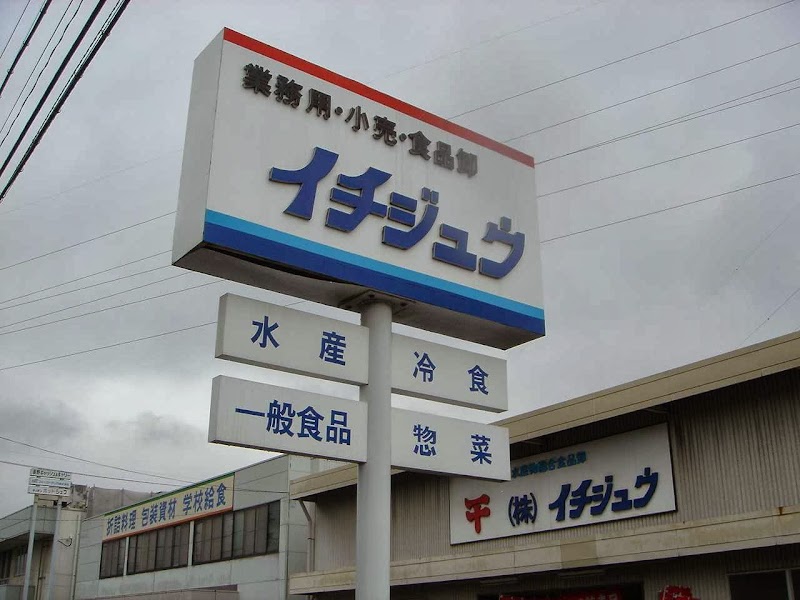 業務用・小売・食品卸
イチジュウ
水産
冷食
一般食品
惣菜
(株)イチジュウ
折詰料理 包装資材 学校給食